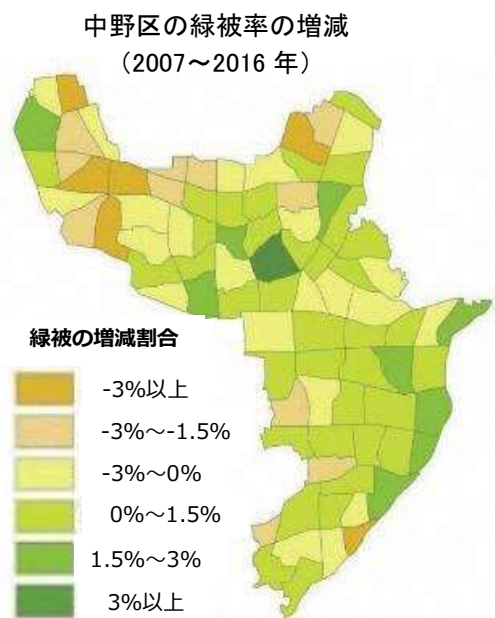 中野区の緑被率の増減
（2007～2016 年）
緑被の増減割合
-3%以上
-3%～-1.5%
-3%～0%
0%～1.5%
1.5%～3%
3%以上